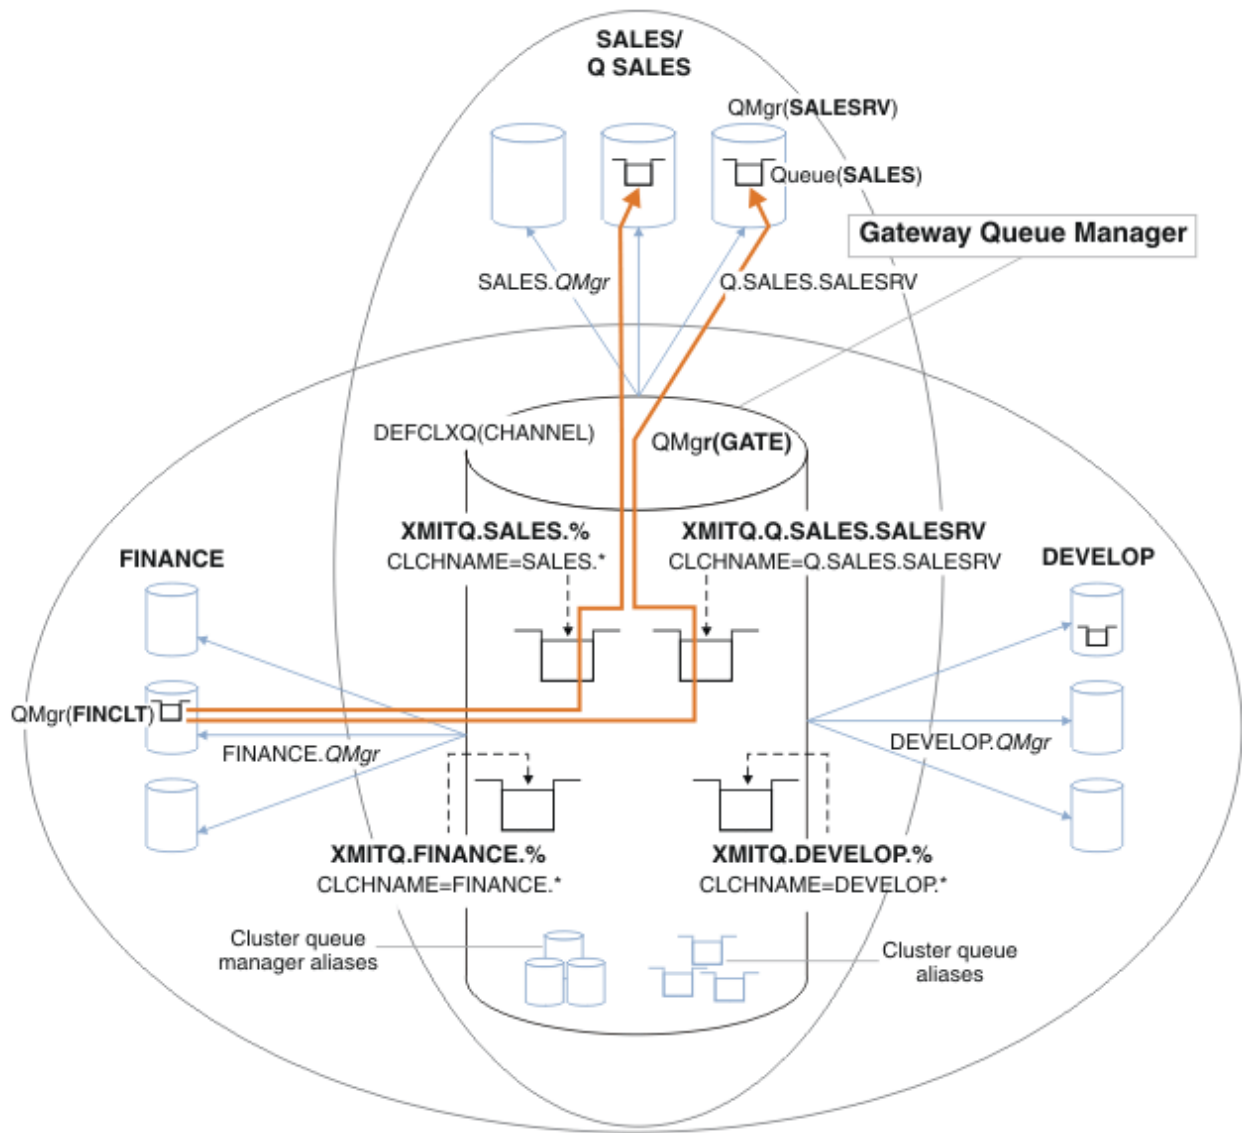 SALES/
Q SALES
QMgr(SALESRV)
Queue(SALES)
Gateway Queue Manager
SALES.QMgr
Q.SALES.SALESRV
DEFCLXQ(CHANNEL)
QMgr(GATE)
XMITQ.SALES.%
CLCHNAME=SALES.*
XMITQ.Q.SALES.SALESRV
CLCHNAME=Q.SALES.SALESRV
FINANCE
DEVELOP
QMgr(FINCLT)
FINANCE.QMgr
DEVELOP.QMgr
XMITQ.FINANCE.%
CLCHNAME=FINANCE.*
XMITQ.DEVELOP.%
CLCHNAME=DEVELOP.*
Cluster queue
manager aliases
Cluster queue
aliases